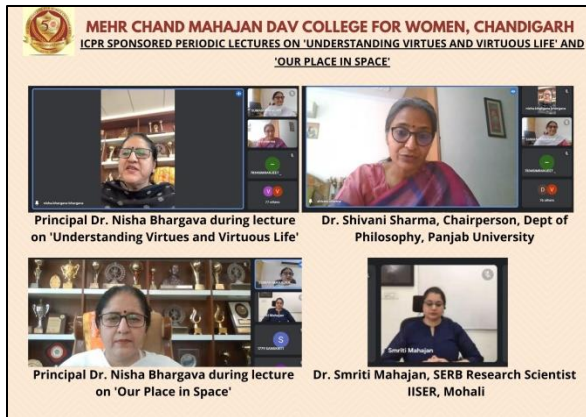 MEHR CHAND MAHAJAN DAV COLLEGE FOR WOMEN, CHANDIGARH
ICPR SPONSORED PERIODIC LECTURES ON 'UNDERSTANDING VIRTUES AND VIRTUOUS LIFE' AND
'OUR PLACE IN SPACE'
Principal Dr. Nisha Bhargava during lecture
on 'Understanding Virtues and Virtuous Life'
Dr. Shivani Sharma, Chairperson, Dept of
Philosophy, Panjab University
Smriti Mahajan
Principal Dr. Nisha Bhargava during lecture
on 'Our Place in Space'
Dr. Smriti Mahajan, SERB Research Scientist
IISER, Mohali